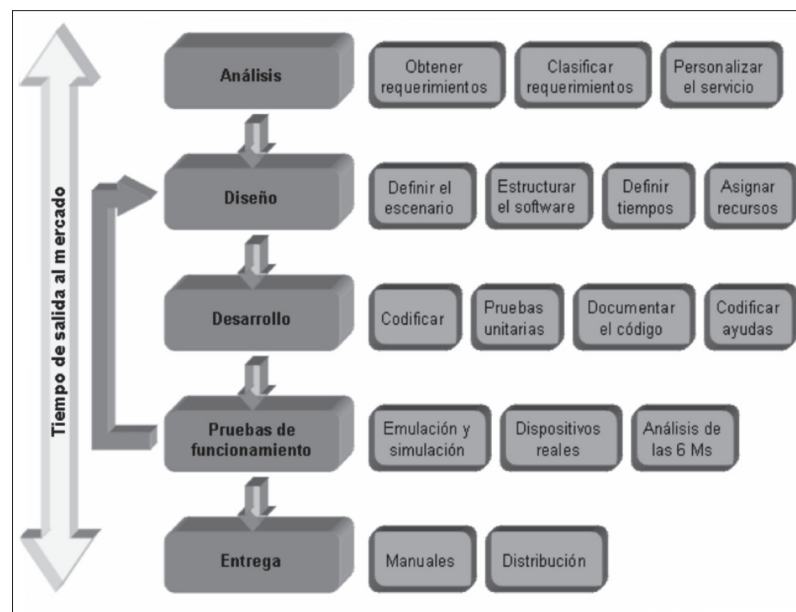 Tiempo de salida al mercado
Análisis
Obtener
requerimientos
Clasificar
requerimientos
Personalizar
el servicio
Diseño
Definir el
escenario
Estructurar
el software
Definir
tiempos
Asignar
recursos
Desarrollo
Codificar
Pruebas
unitarias
Documentar
el código
Codificar
ayudas
Pruebas de
funcionamiento
Emulación y
simulación
Dispositivos
reales
Análisis de
las 6 Ms
Entrega
Manuales
Distribución